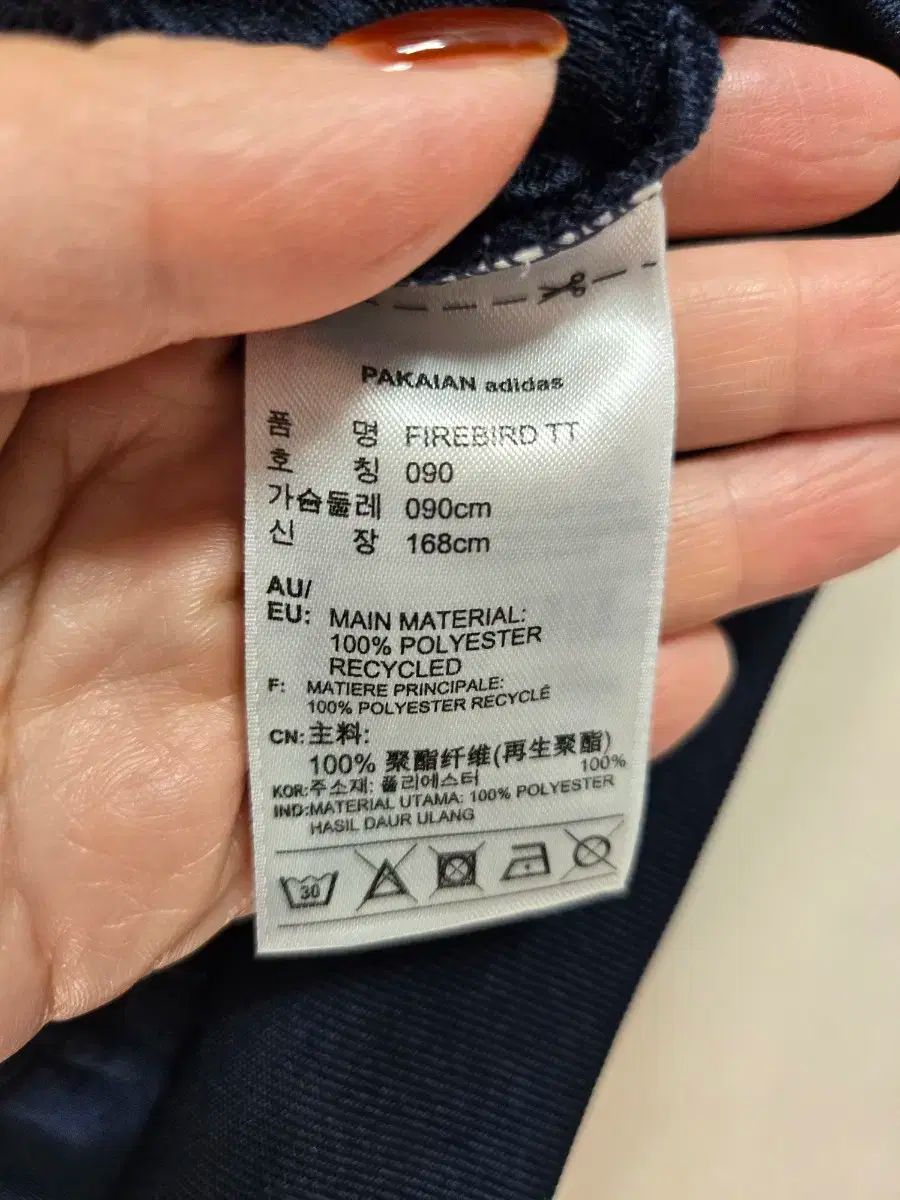 PAKAIAN adidas
품 명 FIREBIRD TT
호 칭 090
가슴둘레 090cm
신 장 168cm
AU/
EU: MAIN MATERIAL:
100% POLYESTER
RECYCLED
F: MATIERE PRINCIPALE:
100% POLYESTER RECYCLÉ
CN: 主料:
100% 聚酯纤维(再生聚酯)
KOR:주소재: 폴리에스터 100%
IND:MATERIAL UTAMA: 100% POLYESTER
HASIL DAUR ULANG
30